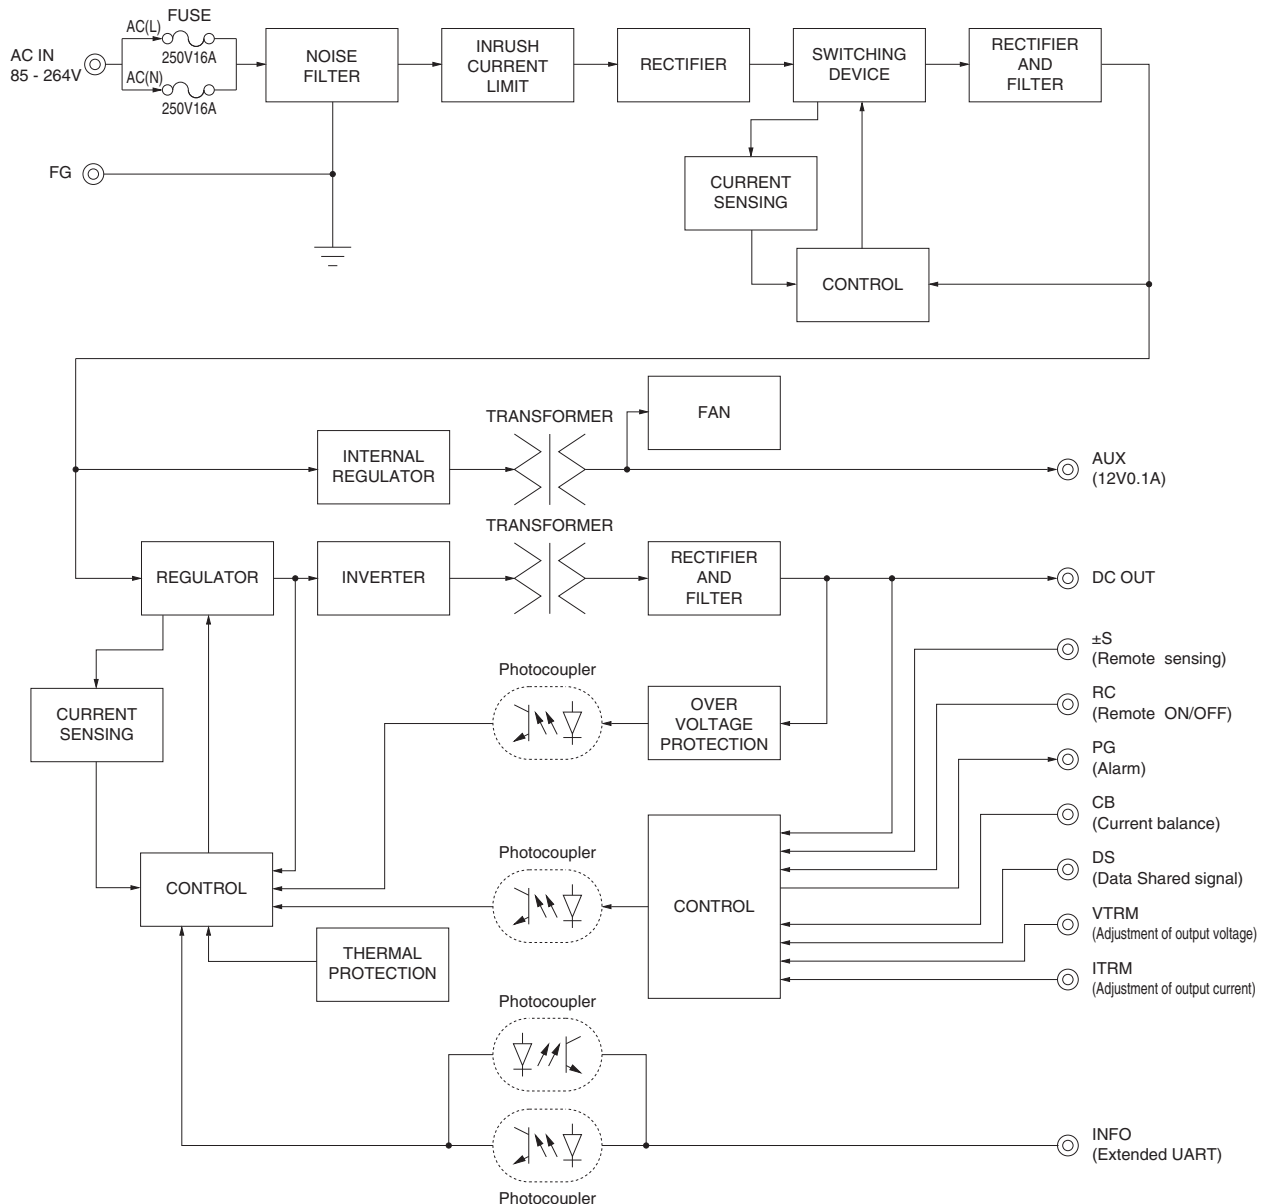 FUSE
AC(L)
250V16A
AC IN
85 - 264V
AC(N)
250V16A
NOISE
FILTER
INRUSH
CURRENT
LIMIT
RECTIFIER
SWITCHING
DEVICE
RECTIFIER
AND
FILTER
FG
CURRENT
SENSING
CONTROL
FAN
TRANSFORMER
INTERNAL
REGULATOR
AUX
(12V0.1A)
TRANSFORMER
REGULATOR
INVERTER
RECTIFIER
AND
FILTER
DC OUT
±S
(Remote sensing)
Photocoupler
OVER
VOLTAGE
PROTECTION
RC
(Remote ON/OFF)
CURRENT
SENSING
PG
(Alarm)
CB
(Current balance)
Photocoupler
CONTROL
CONTROL
DS
(Data Shared signal)
VTRM
(Adjustment of output voltage)
THERMAL
PROTECTION
ITRM
(Adjustment of output current)
Photocoupler
INFO
(Extended UART)
Photocoupler